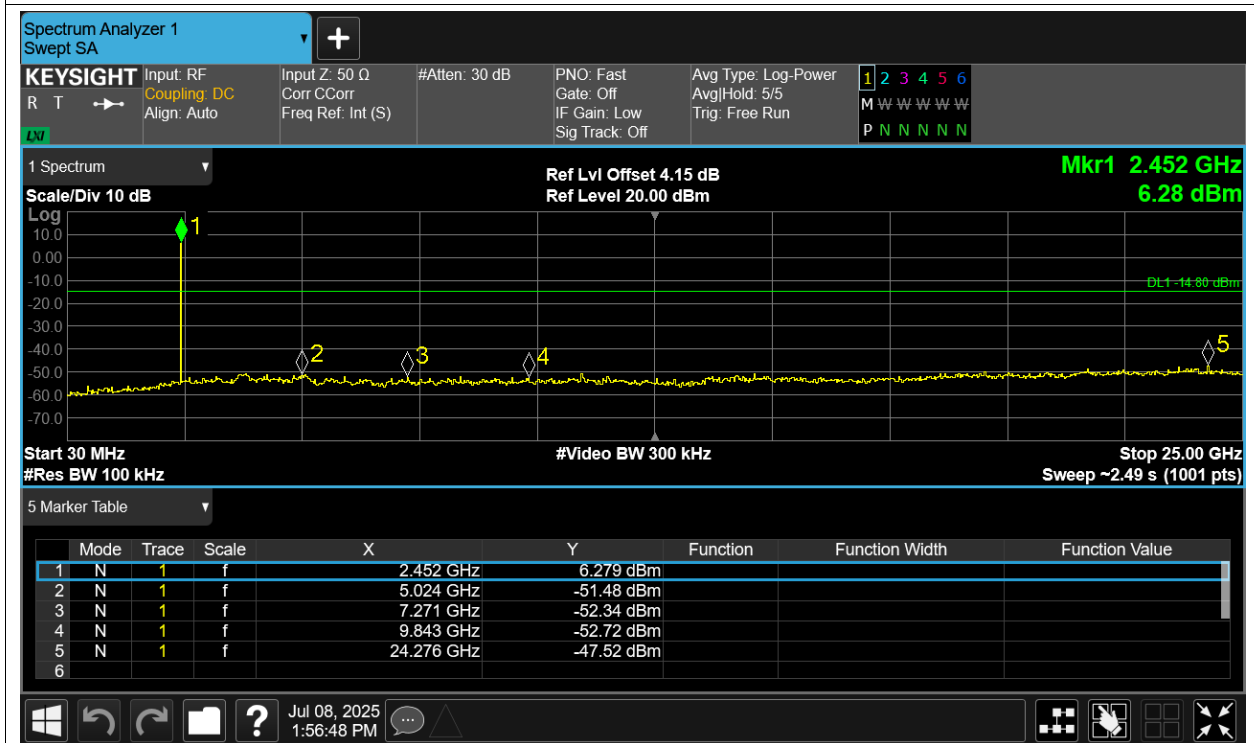 Spectrum Analyzer 1
Swept SA
KEYSIGHT
R T
LXI
Input: RF
Coupling: DC
Align: Auto
Input Z: 50 Ω
Corr CCorr
Freq Ref: Int (S)
#Atten: 30 dB
PNO: Fast
Gate: Off
IF Gain: Low
Sig Track: Off
Avg Type: Log-Power
Avg|Hold: 5/5
Trig: Free Run
1 2 3 4 5 6
M W W W W W
P N N N N N
1 Spectrum
Scale/Div 10 dB
Ref Lvl Offset 4.15 dB
Ref Level 20.00 dBm
Mkr1 2.452 GHz
6.28 dBm
Log
10.0
0.00
-10.0
-20.0
-30.0
-40.0
-50.0
-60.0
-70.0
1
2
3
4
5
DL1 -14.80 dBm
Start 30 MHz
#Res BW 100 kHz
#Video BW 300 kHz
Stop 25.00 GHz
Sweep ~2.49 s (1001 pts)
5 Marker Table
Mode Trace Scale X Y Function Function Width Function Value
1 N 1 f 2.452 GHz 6.279 dBm
2 N 1 f 5.024 GHz -51.48 dBm
3 N 1 f 7.271 GHz -52.34 dBm
4 N 1 f 9.843 GHz -52.72 dBm
5 N 1 f 24.276 GHz -47.52 dBm
6
?
Jul 08, 2025
1:56:48 PM